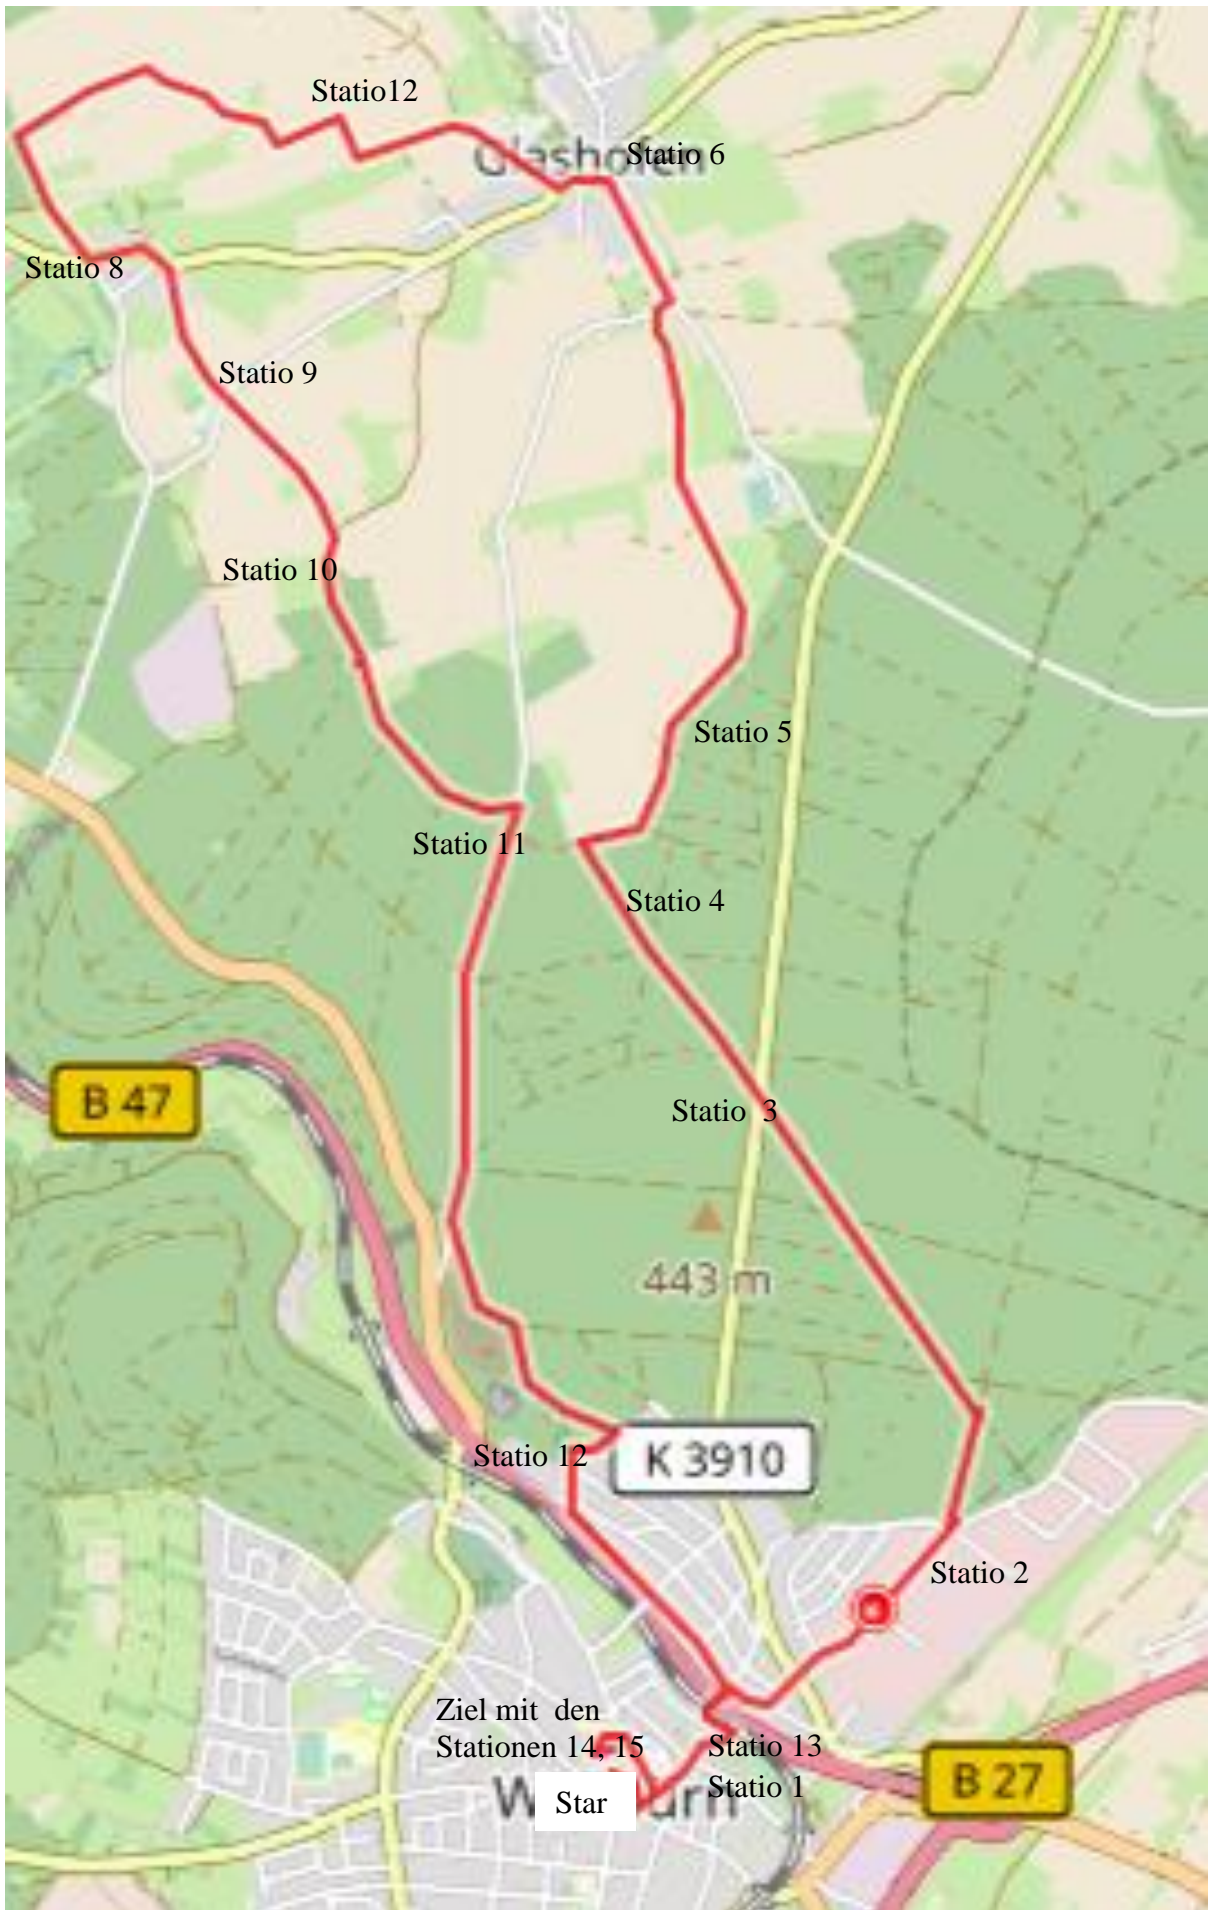 Statio12
Glashofen
Statio 6
Statio 8
Statio 9
Statio 10
Statio 5
Statio 11
Statio 4
B 47
Statio 3
443 m
Statio 12
K 3910
Statio 2
Ziel mit den
Stationen 14, 15
Statio 13
Statio 1
Star
B 27